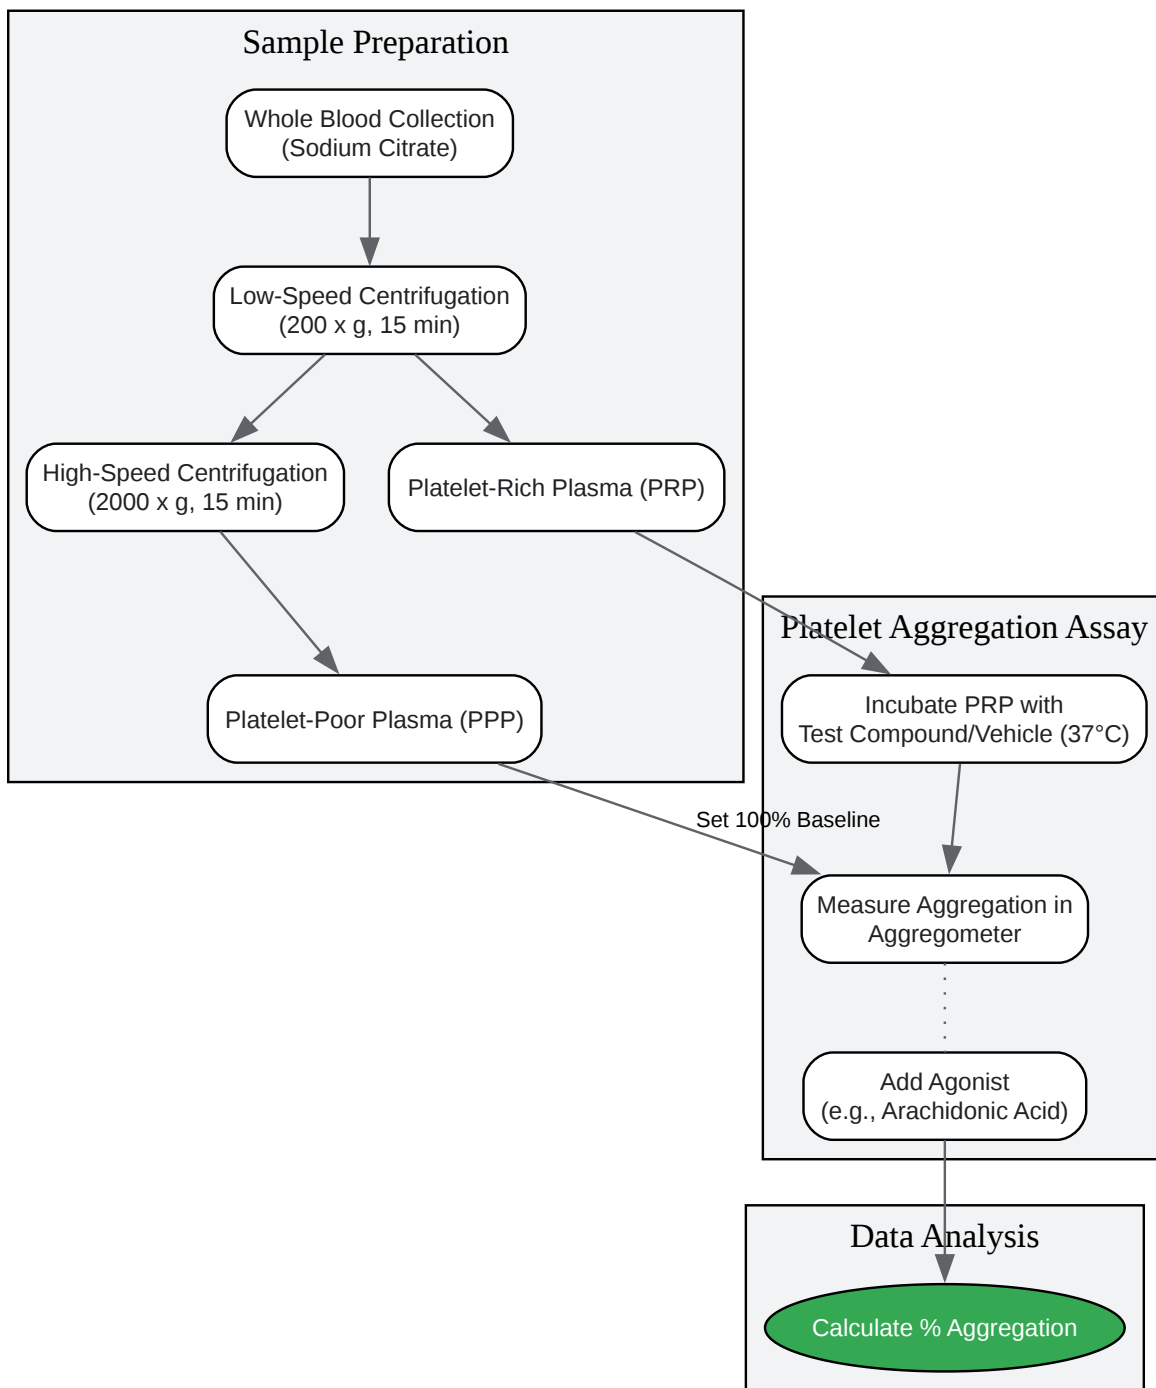 Sample Preparation
Whole Blood Collection
(Sodium Citrate)
Low-Speed Centrifugation
(200 x g, 15 min)
High-Speed Centrifugation
(2000 x g, 15 min)
Platelet-Rich Plasma (PRP)
Platelet-Poor Plasma (PPP)
Platelet Aggregation Assay
Incubate PRP with
Test Compound/Vehicle (37°C)
Set 100% Baseline
Measure Aggregation in
Aggregometer
Add Agonist
(e.g., Arachidonic Acid)
Data Analysis
Calculate % Aggregation